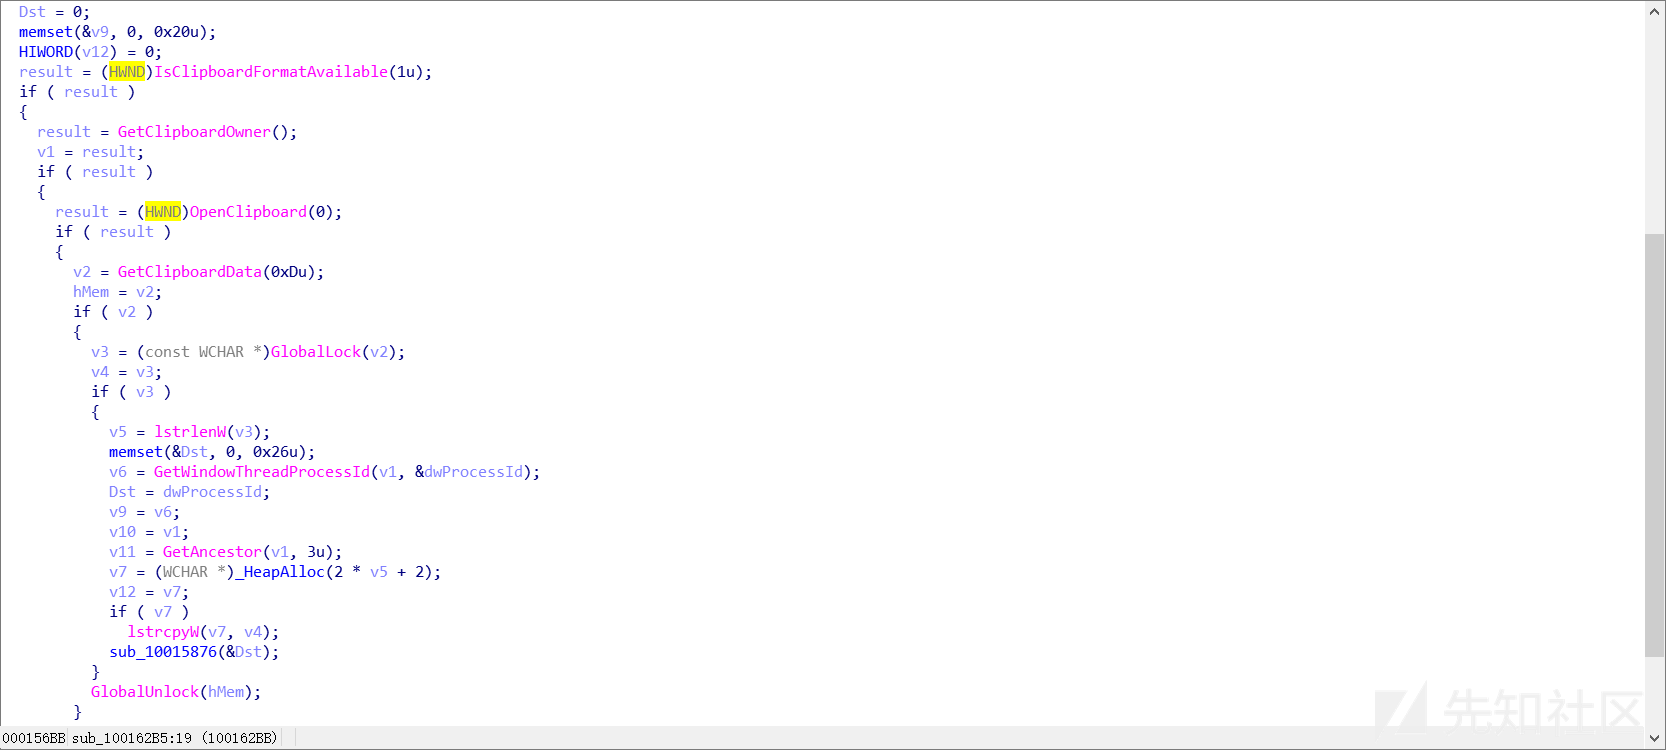 Dst = 0;
memset(&v9, 0, 0x20u);
HIWORD(v12) = 0;
result = (HWND)IsClipboardFormatAvailable(1u);
if ( result )
{
  result = GetClipboardOwner();
  v1 = result;
  if ( result )
  {
    result = (HWND)OpenClipboard(0);
    if ( result )
    {
      v2 = GetClipboardData(0xDu);
      hMem = v2;
      if ( v2 )
      {
        v3 = (const WCHAR *)GlobalLock(v2);
        v4 = v3;
        if ( v3 )
        {
          v5 = lstrlenW(v3);
          memset(&Dst, 0, 0x26u);
          v6 = GetWindowThreadProcessId(v1, &dwProcessId);
          Dst = dwProcessId;
          v9 = v6;
          v10 = v1;
          v11 = GetAncestor(v1, 3u);
          v7 = (WCHAR *)_HeapAlloc(2 * v5 + 2);
          v12 = v7;
          if ( v7 )
            lstrcpyW(v7, v4);
          sub_10015876(&Dst);
        }
        GlobalUnlock(hMem);
      }
先知社区
000156BB sub_100162B5:19 (100162BB)